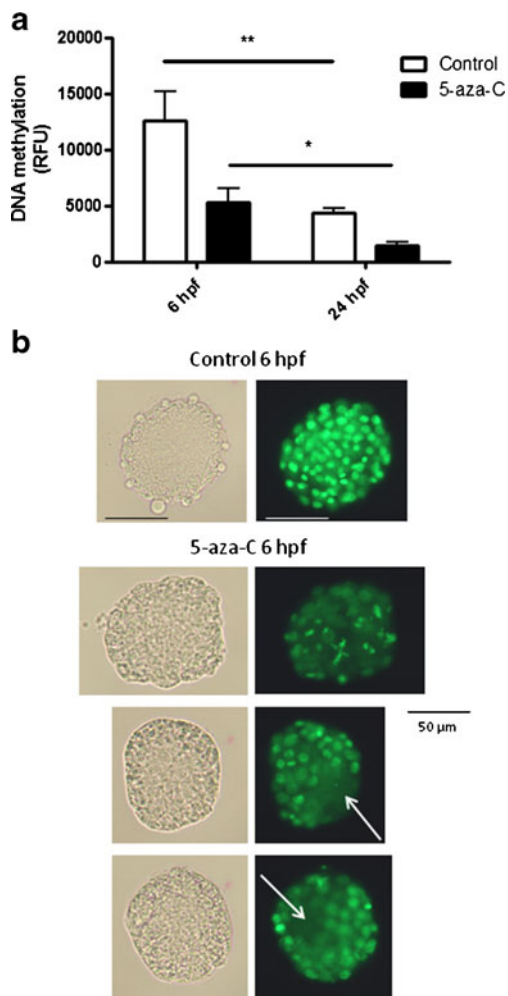 a
20000
15000
10000
5000
0
DNA methylation
(RFU)
**
*
Control
5-aza-C
6 hpf
24 hpf
b
Control 6 hpf
5-aza-C 6 hpf
50 µm